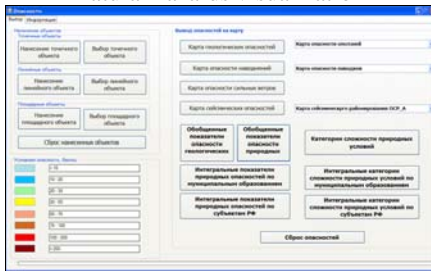 Опасности
Выбор
Информация
Нанесение объектов
Точечные объекты
Нанесение точечного
объекта
Выбор точечного
объекта
Линейные объекты
Нанесение
линейного объекта
Выбор линейного
объекта
Площадные объекты
Нанесение
площадного объекта
Выбор площадного
объекта
Сброс нанесенных объектов
Условная опасность, баллы
Вывод опасностей на карту
Карта геологических опасностей
Карта опасности оползней
Карта опасности наводнений
Карта опасности наводнения
Карта опасности сильных ветров
Карта сейсмических опасностей
Карта сейсмического районирования ОСР_А
Обобщенные
показатели
опасности
геологических
Обобщенные
показатели
опасности
природных
Категория сложности природных
условий
Интегральные показатели
природных опасностей по
муниципальным образованиям
Интегральные категории
сложности природных условий по
муниципальным образованиям
Интегральные показатели
природных опасностей по
субъектам РФ
Интегральные категории
сложности природных условий по
субъектам РФ
Сброс опасностей